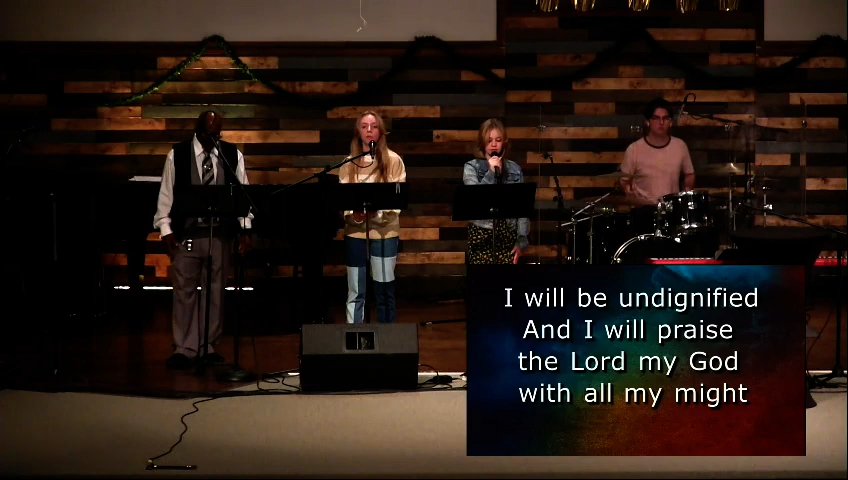 I will be undignified
And I will praise
the Lord my God
with all my might